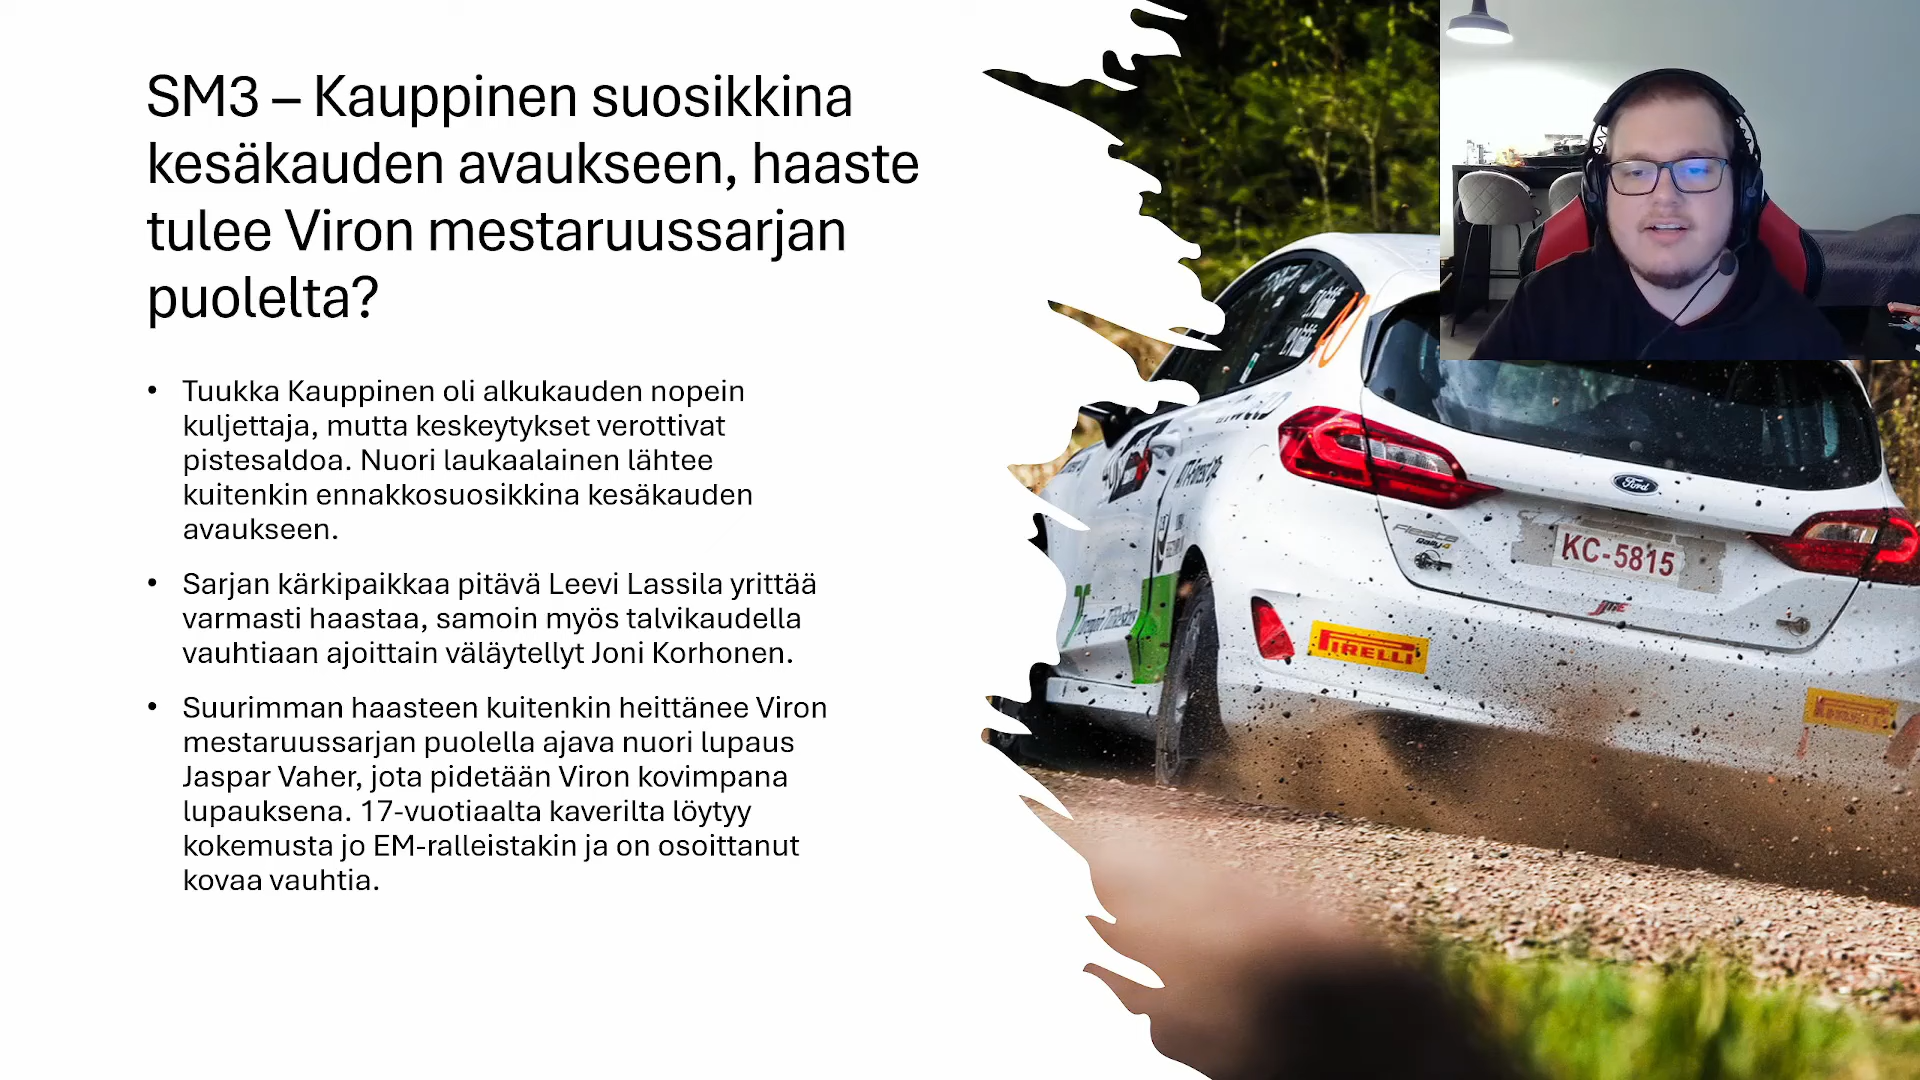 SM3 – Kauppinen suosikkina
kesäkauden avaukseen, haaste
tulee Viron mestaruussarjan
puolelta?
• Tuukka Kauppinen oli alkukauden nopein
kuljettaja, mutta keskeytykset verottivat
pistesaldoa. Nuori laukaalainen lähtee
kuitenkin ennakkosuosikkina kesäkauden
avaukseen.
• Sarjan kärkipaikkaa pitävä Leevi Lassila yrittää
varmasti haastaa, samoin myös talvikaudella
vauhtiaan ajoittain väläytellyt Joni Korhonen.
• Suurimman haasteen kuitenkin heittänee Viron
mestaruussarjan puolella ajava nuori lupaus
Jaspar Vaher, jota pidetään Viron kovimpana
lupauksena. 17-vuotiaalta kaverilta löytyy
kokemusta jo EM-ralleistakin ja on osoittanut
kovaa vauhtia.
Ford
Fiesta
Rally4
KC-5815
PIRELLI
PIRELLI